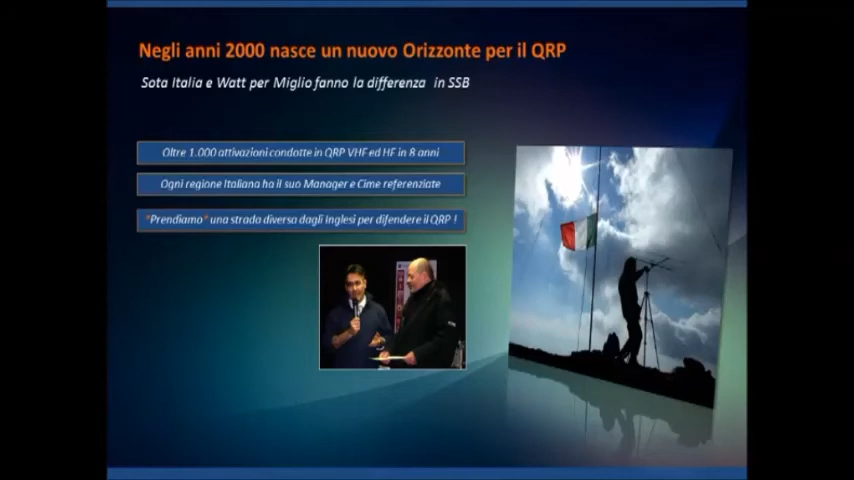 Negli anni 2000 nasce un nuovo Orizzonte per il QRP
Sota Italia e Watt per Miglio fanno la differenza in SSB
Oltre 1.000 attivazioni condotte in QRP VHF ed HF in 8 anni
Ogni regione Italiana ha il suo Manager e Cime referenziate
"Prendiamo" una strada diversa dagli Inglesi per difendere il QRP !